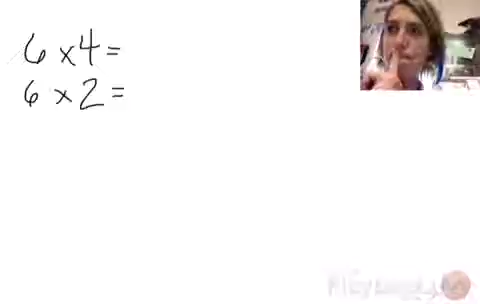 6 x 4 =
6 x 2 =